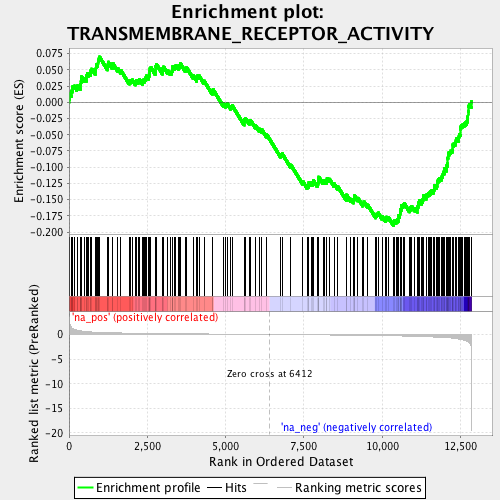 Enrichment plot:
TRANSMEMBRANE_RECEPTOR_ACTIVITY
Enrichment score (ES)
0.075
0.050
0.025
0.000
-0.025
-0.050
-0.075
-0.100
-0.125
-0.150
-0.175
-0.200
Ranked list metric (PreRanked)
'na_pos' (positively correlated)
0
-5
-10
-15
-20
Zero cross at 6412
'na_neg' (negatively correlated)
0
2,500
5,000
7,500
10,000
12,500
Rank in Ordered Dataset
Enrichment profile
Hits
Ranking metric scores